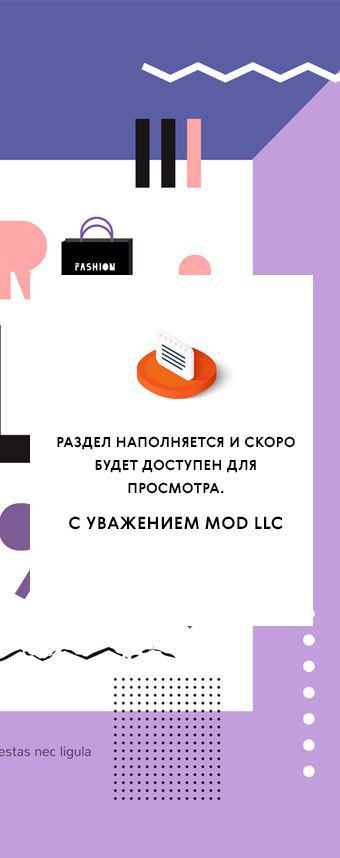 FASHION
РАЗДЕЛ НАПОЛНЯЕТСЯ И СКОРО
БУДЕТ ДОСТУПЕН ДЛЯ
ПРОСМОТРА.
С УВАЖЕНИЕМ MOD LLC
estas nec ligula